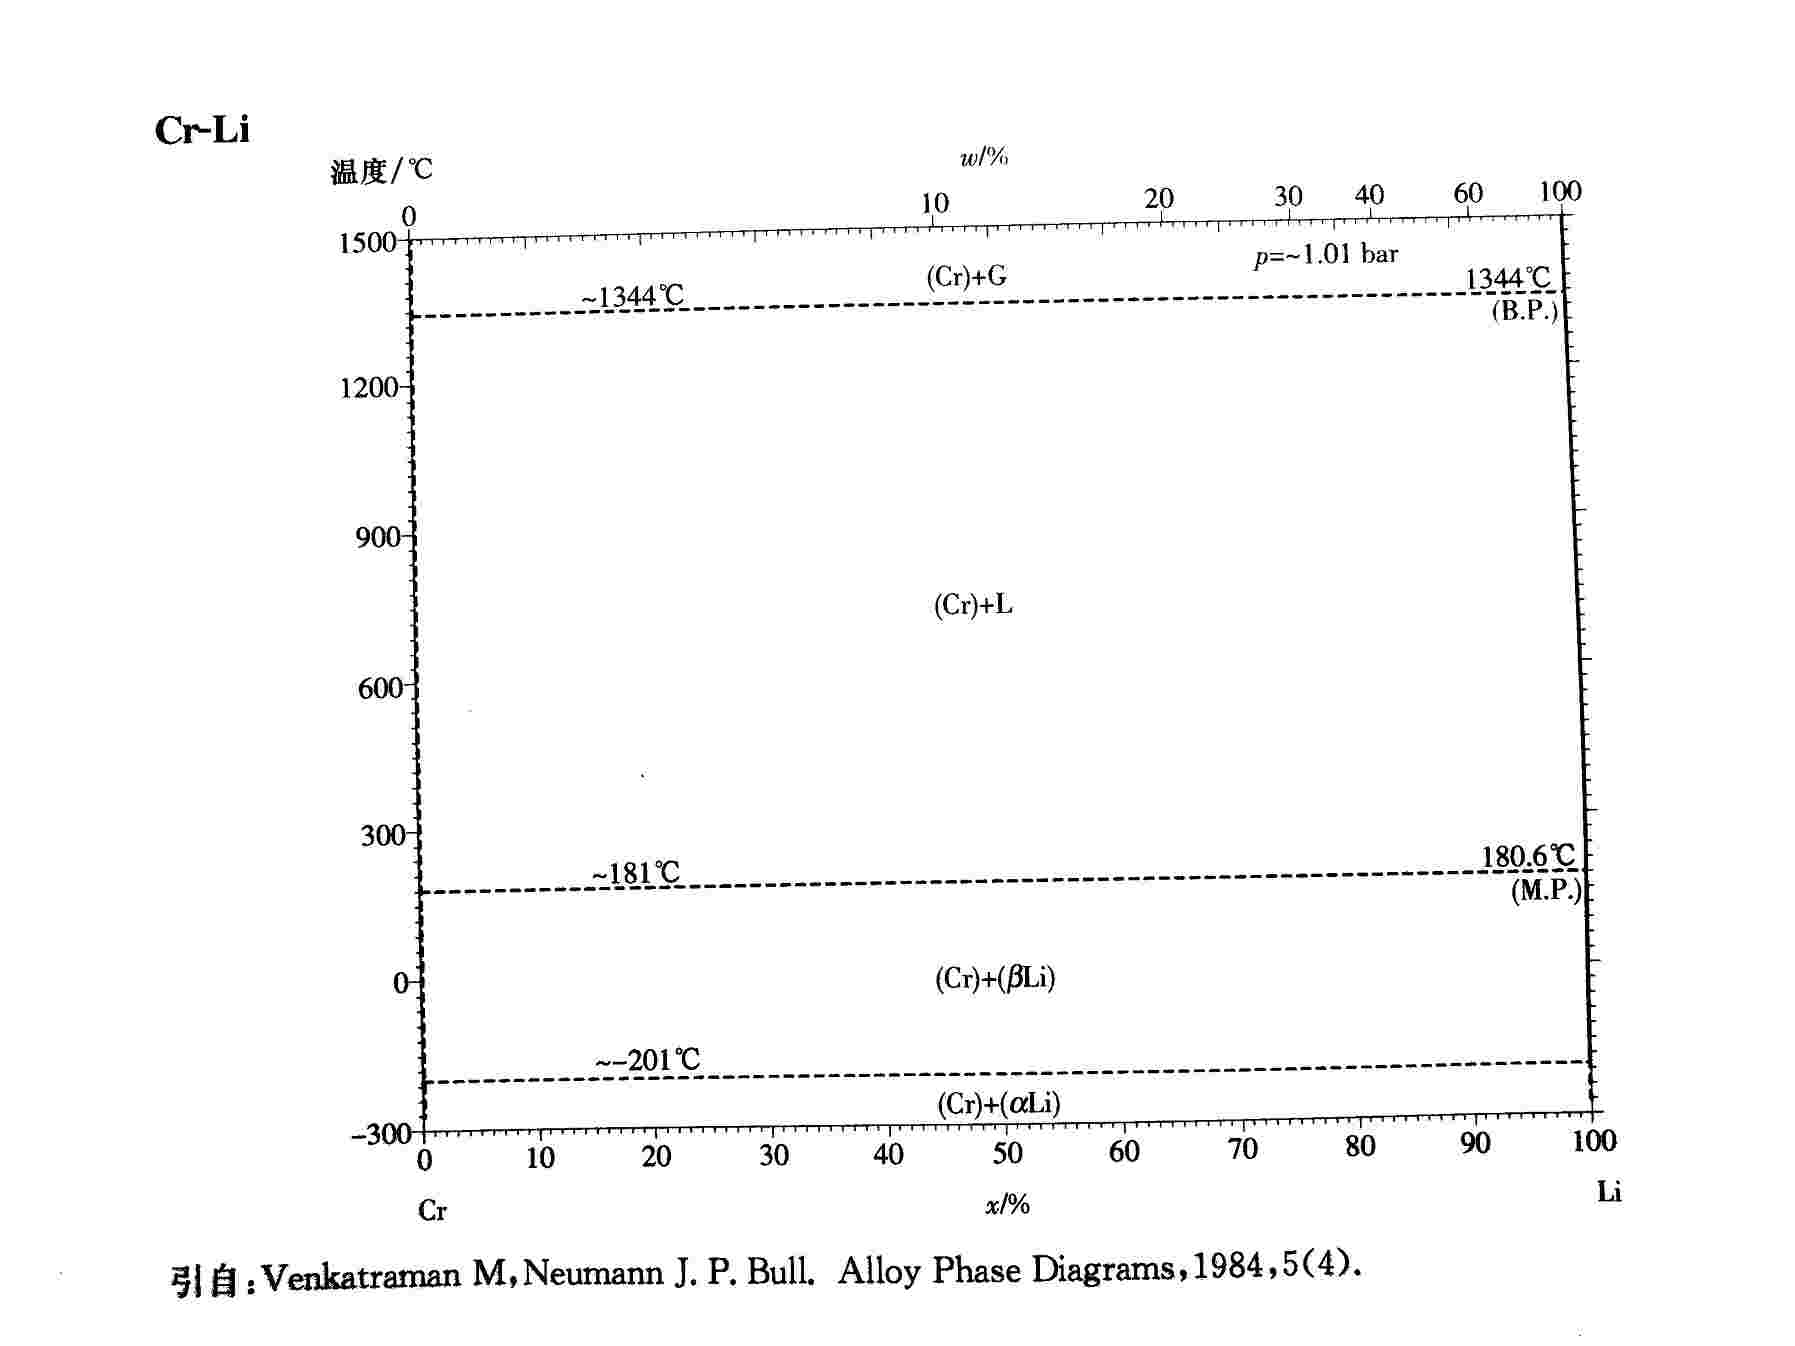 Cr-Li
温度/℃
w/%
0 10 20 30 40 60 100
1500
p=~1.01 bar
(Cr)+G
~1344℃
1344℃
(B.P.)
1200
900
(Cr)+L
600
300
~181℃
180.6℃
(M.P.)
0
(Cr)+(βLi)
~-201℃
(Cr)+(αLi)
-300
0 10 20 30 40 50 60 70 80 90 100
Cr
x/%
Li
引自:Venkatraman M,Neumann J. P. Bull. Alloy Phase Diagrams,1984,5(4).